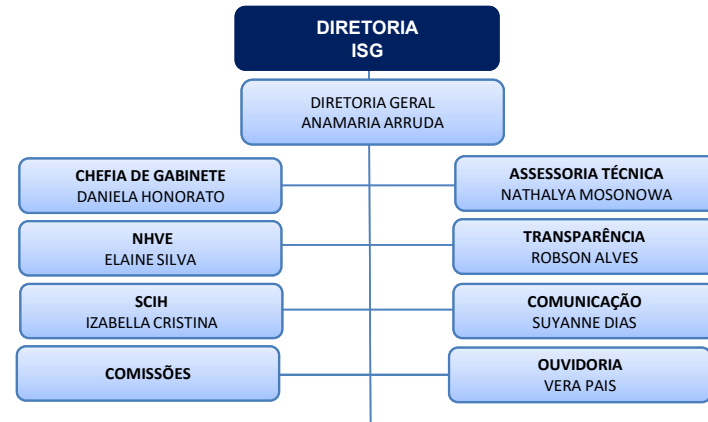 DIRETORIA
ISG
DIRETORIA GERAL
ANAMARIA ARRUDA
CHEFIA DE GABINETE
DANIELA HONORATO
ASSESSORIA TÉCNICA
NATHALYA MOSONOWA
NHVE
ELAINE SILVA
TRANSPARÊNCIA
ROBSON ALVES
SCIH
IZABELLA CRISTINA
COMUNICAÇÃO
SUYANNE DIAS
COMISSÕES
OUVIDORIA
VERA PAIS